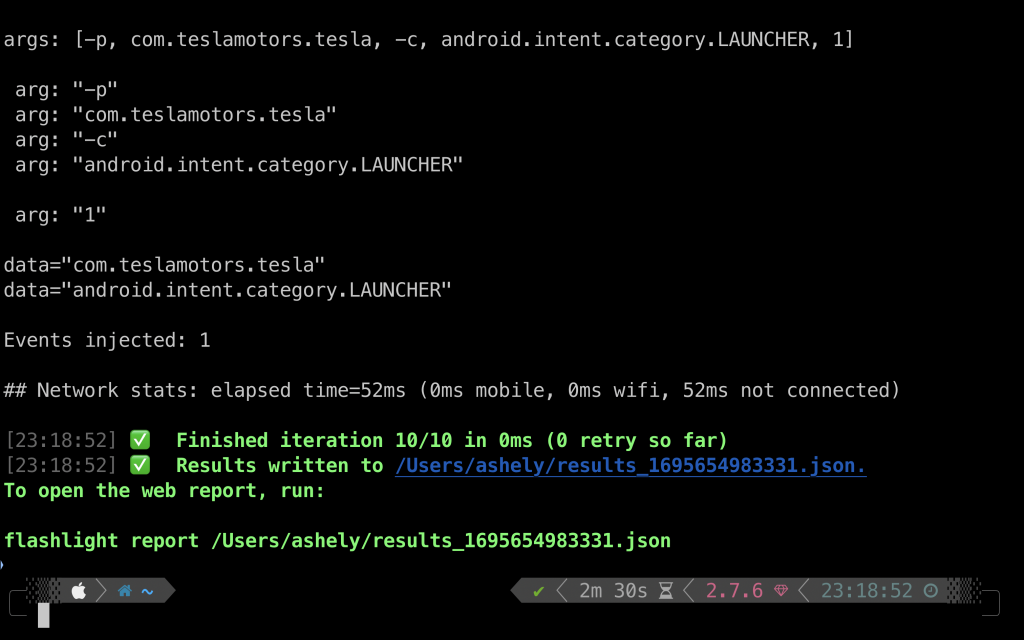 args: [-p, com.teslamotors.tesla, -c, android.intent.category.LAUNCHER, 1]
arg: "-p"
arg: "com.teslamotors.tesla"
arg: "-c"
arg: "android.intent.category.LAUNCHER"
arg: "1"
data="com.teslamotors.tesla"
data="android.intent.category.LAUNCHER"
Events injected: 1
## Network stats: elapsed time=52ms (0ms mobile, 0ms wifi, 52ms not connected)
[23:18:52] ✅ Finished iteration 10/10 in 0ms (0 retry so far)
[23:18:52] ✅ Results written to /Users/ashely/results_1695654983331.json.
To open the web report, run:
flashlight report /Users/ashely/results_1695654983331.json
~ ✔ 2m 30s 2.7.6 23:18:52